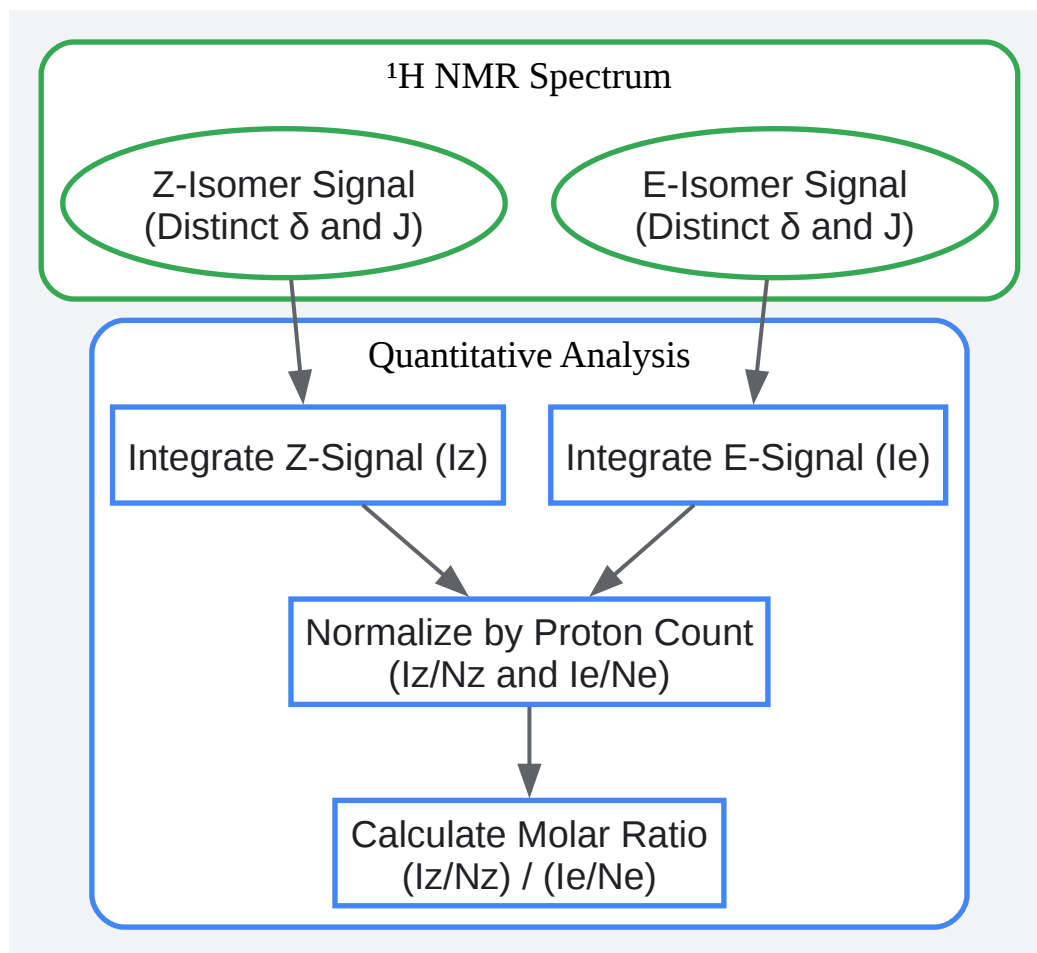 ¹H NMR Spectrum
Z-Isomer Signal
(Distinct δ and J)
E-Isomer Signal
(Distinct δ and J)
Quantitative Analysis
Integrate Z-Signal (Iz)
Integrate E-Signal (Ie)
Normalize by Proton Count
(Iz/Nz and Ie/Ne)
Calculate Molar Ratio
(Iz/Nz) / (Ie/Ne)